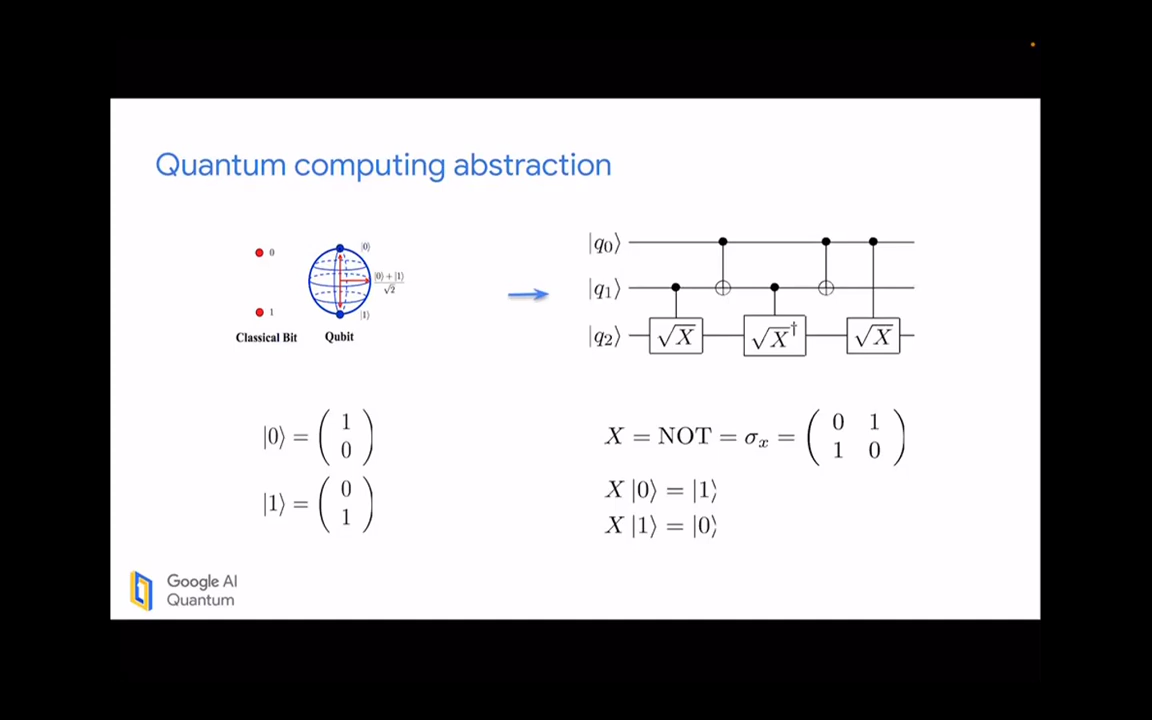 Quantum computing abstraction
0
1
|0⟩
|0⟩ + |1⟩
√2
|1⟩
Classical Bit
Qubit
|q0⟩
|q1⟩
|q2⟩
√X
√X†
√X
|0⟩ = ( 1 0 )
|1⟩ = ( 0 1 )
X = NOT = σx = ( 0 1 1 0 )
X |0⟩ = |1⟩
X |1⟩ = |0⟩
Google AI
Quantum